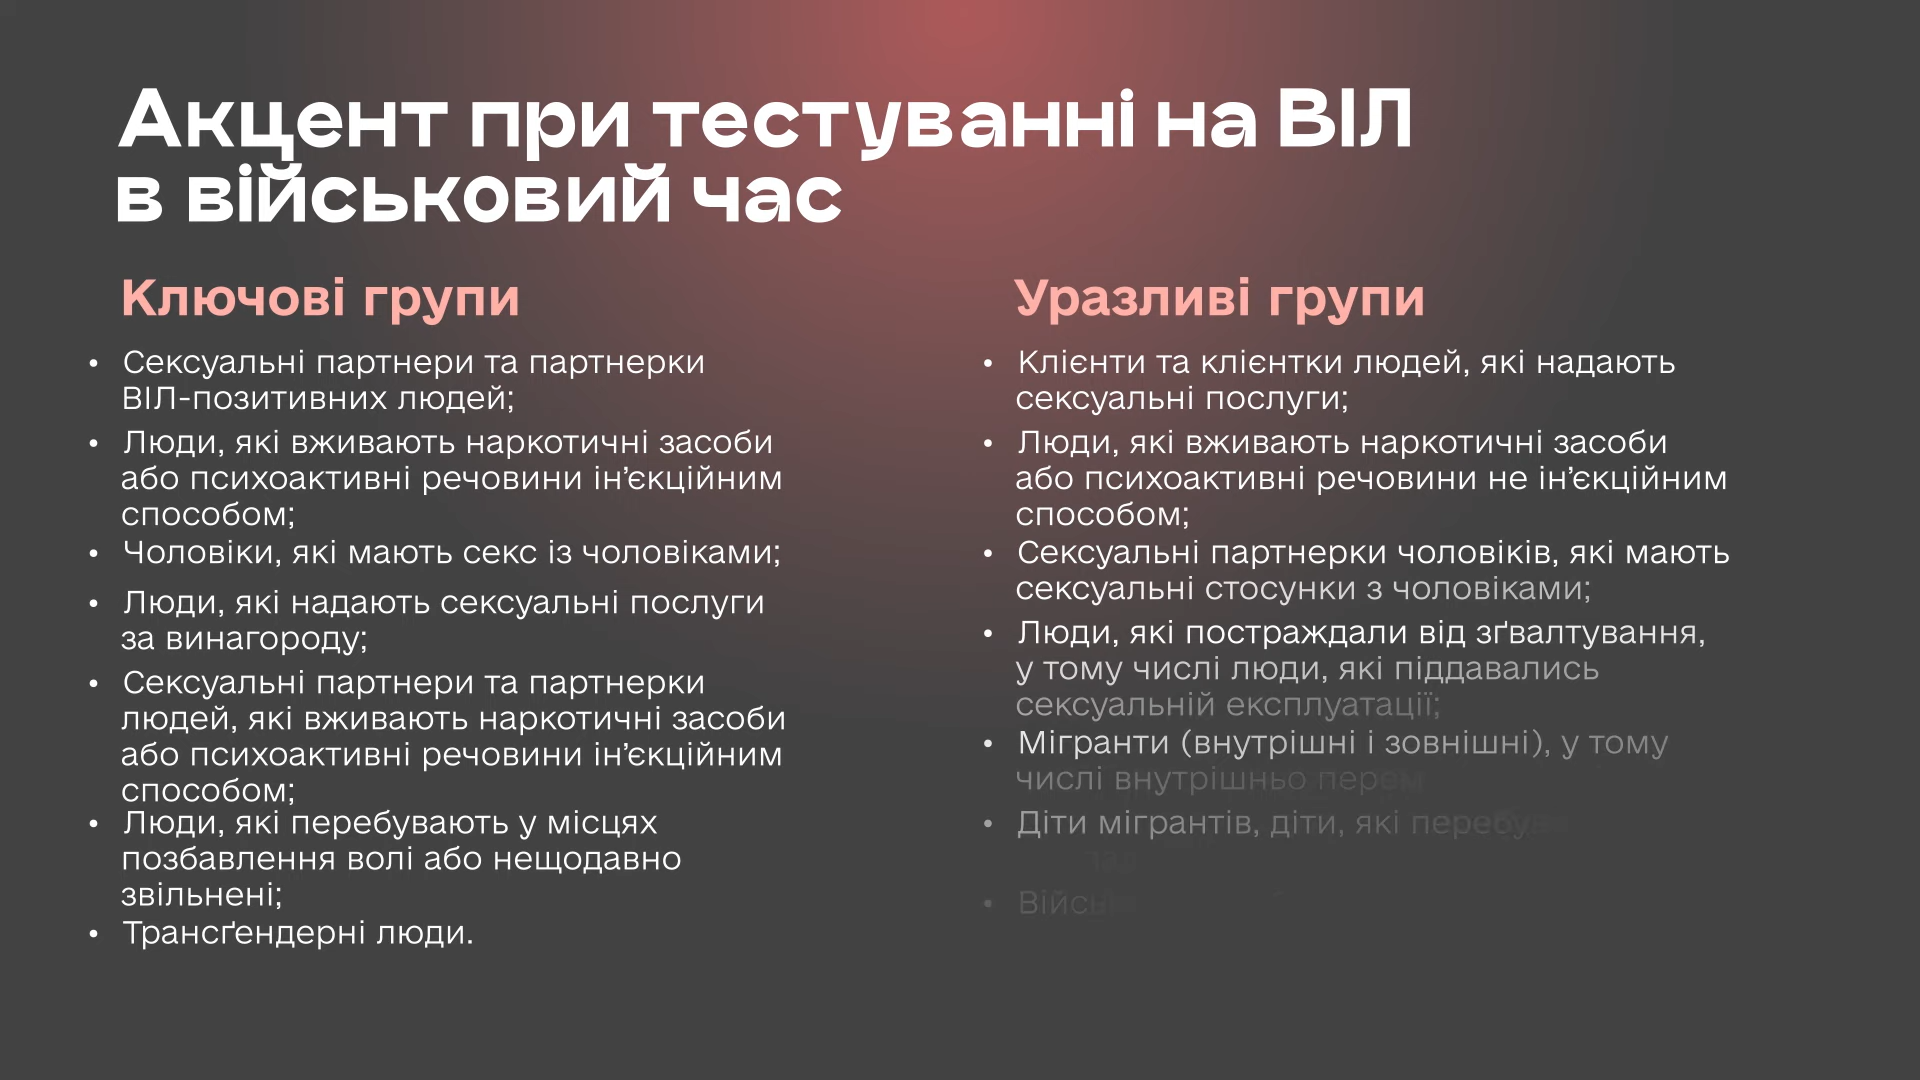 Акцент при тестуванні на ВІЛ
в військовий час
Ключові групи
• Сексуальні партнери та партнерки
ВІЛ-позитивних людей;
• Люди, які вживають наркотичні засоби
або психоактивні речовини ін’єкційним
способом;
• Чоловіки, які мають секс із чоловіками;
• Люди, які надають сексуальні послуги
за винагороду;
• Сексуальні партнери та партнерки
людей, які вживають наркотичні засоби
або психоактивні речовини ін’єкційним
способом;
• Люди, які перебувають у місцях
позбавлення волі або нещодавно
звільнені;
• Трансґендерні люди.
Уразливі групи
• Клієнти та клієнтки людей, які надають
сексуальні послуги;
• Люди, які вживають наркотичні засоби
або психоактивні речовини не ін’єкційним
способом;
• Сексуальні партнерки чоловіків, які мають
сексуальні стосунки з чоловіками;
• Люди, які постраждали від зґвалтування,
у тому числі люди, які піддавались
сексуальній експлуатації;
• Мігранти (внутрішні і зовнішні), у тому
числі внутрішньо
• Діти мігрантів, діти, які